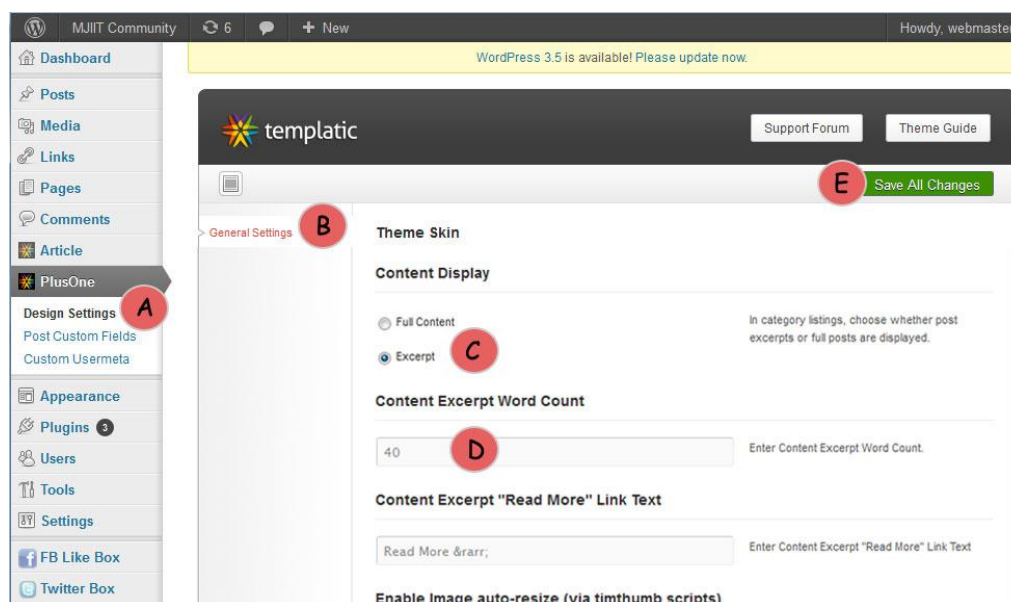 MJIIT Community 6 + New Howdy, webmaster
Dashboard
Posts
Media
Links
Pages
Comments
Article
PlusOne
Design Settings A
Post Custom Fields
Custom Usermeta
Appearance
Plugins 3
Users
Tools
Settings
FB Like Box
Twitter Box
WordPress 3.5 is available! Please update now.
templatic
Support Forum
Theme Guide
E Save All Changes
General Settings B
Theme Skin
Content Display
Full Content
Excerpt C
In category listings, choose whether post
excerpts or full posts are displayed.
Content Excerpt Word Count
40 D
Enter Content Excerpt Word Count.
Content Excerpt "Read More" Link Text
Read More &rarr;
Enter Content Excerpt "Read More" Link Text
Enable Image auto-resize (via timthumb scripts)